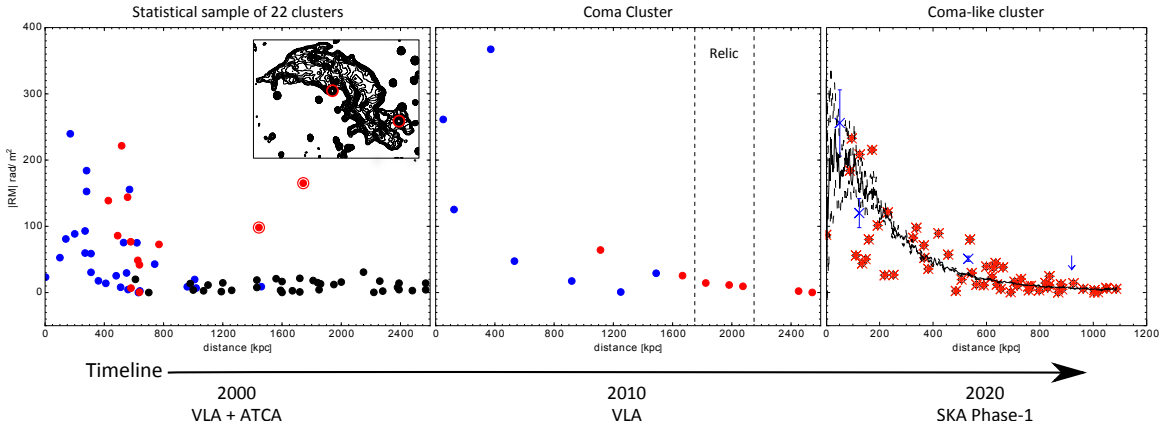 Statistical sample of 22 clusters
Coma Cluster
Coma-like cluster
400
300
200
100
0
|RM| rad/ m²
Relic
0 400 800 1200 1600 2000 2400
0 400 800 1200 1600 2000 2400
0 200 400 600 800 1000 1200
distance [kpc]
distance [kpc]
distance [kpc]
Timeline
2000
2010
2020
VLA + ATCA
VLA
SKA Phase-1